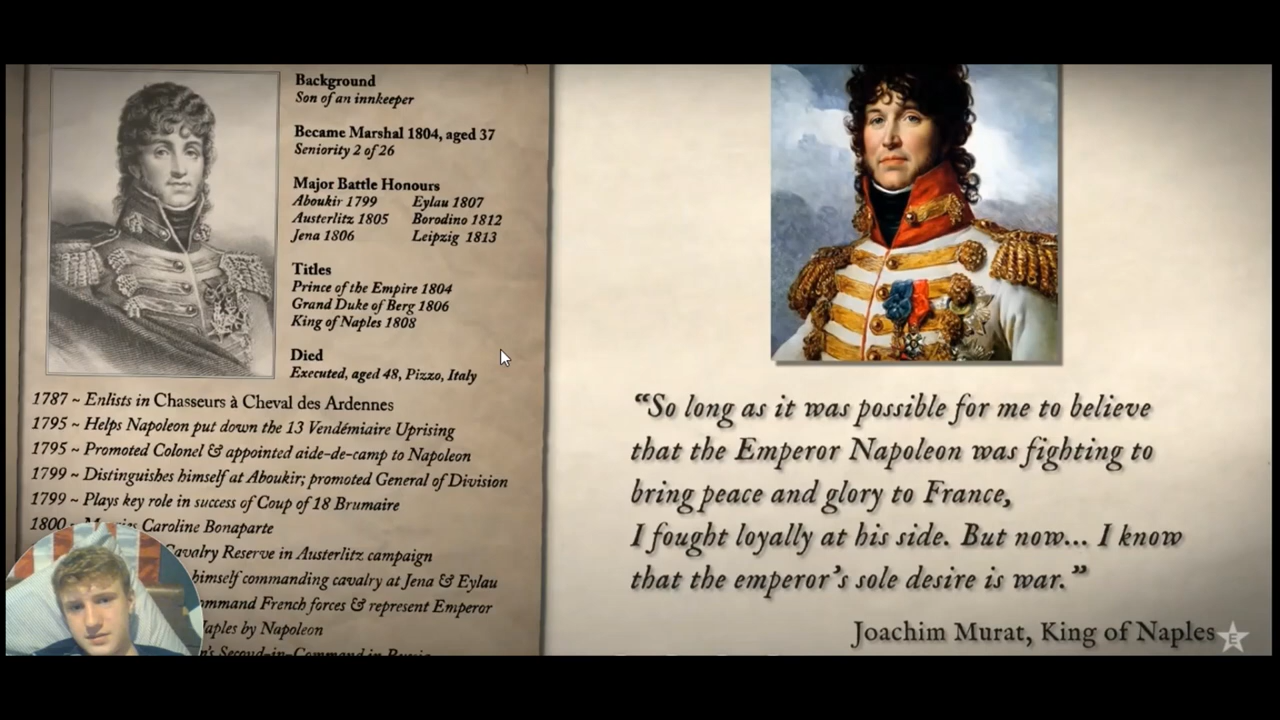 Background
Son of an innkeeper
Became Marshal 1804, aged 37
Seniority 2 of 26
Major Battle Honours
Aboukir 1799 Eylau 1807
Austerlitz 1805 Borodino 1812
Jena 1806 Leipzig 1813
Titles
Prince of the Empire 1804
Grand Duke of Berg 1806
King of Naples 1808
Died
Executed, aged 48, Pizzo, Italy
1787 ~ Enlists in Chasseurs à Cheval des Ardennes
1795 ~ Helps Napoleon put down the 13 Vendémiaire Uprising
1795 ~ Promoted Colonel & appointed aide-de-camp to Napoleon
1799 ~ Distinguishes himself at Aboukir; promoted General of Division
1799 ~ Plays key role in success of Coup of 18 Brumaire
1800 ~ Marries Caroline Bonaparte
Cavalry Reserve in Austerlitz campaign
himself commanding cavalry at Jena & Eylau
French forces & represent Emperor
by Napoleon
Second-in-Command in Russia
“So long as it was possible for me to believe
that the Emperor Napoleon was fighting to
bring peace and glory to France,
I fought loyally at his side. But now... I know
that the emperor’s sole desire is war.”
Joachim Murat, King of Naples
E